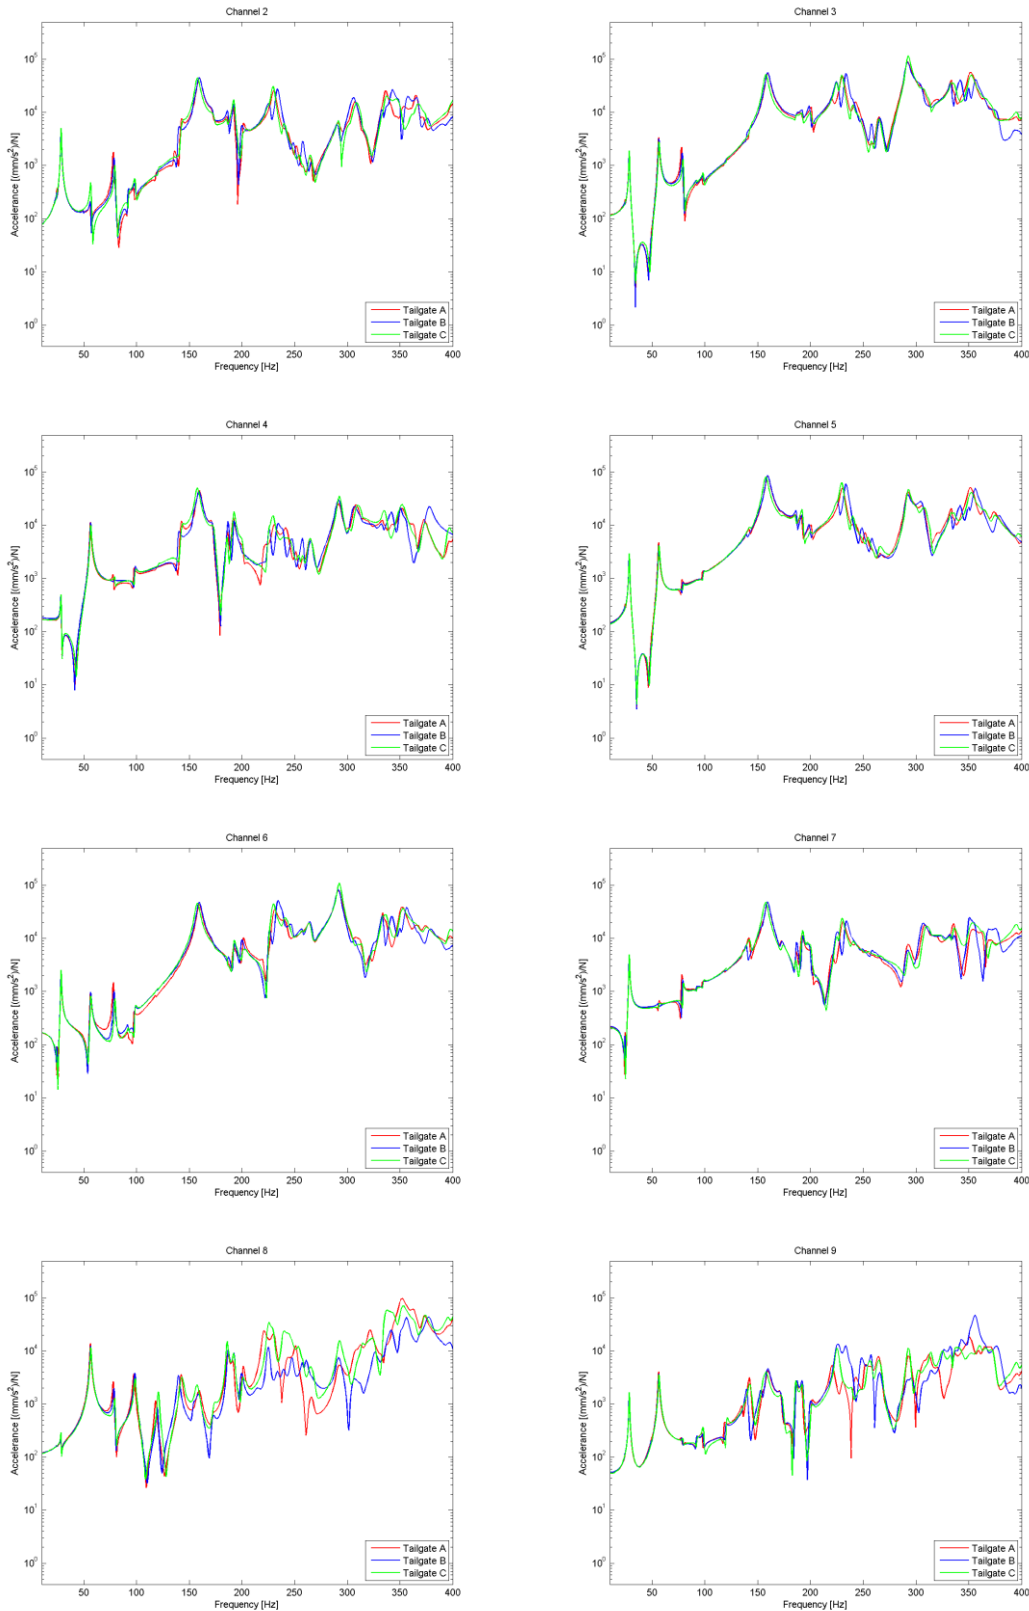 Channel 2
Accelerance [(mm/s²)/N]
10⁵
10⁴
10³
10²
10¹
10⁰
50 100 150 200 250 300 350 400
Frequency [Hz]
Tailgate A
Tailgate B
Tailgate C
Channel 3
Accelerance [(mm/s²)/N]
10⁵
10⁴
10³
10²
10¹
10⁰
50 100 150 200 250 300 350 400
Frequency [Hz]
Tailgate A
Tailgate B
Tailgate C
Channel 4
Accelerance [(mm/s²)/N]
10⁵
10⁴
10³
10²
10¹
10⁰
50 100 150 200 250 300 350 400
Frequency [Hz]
Tailgate A
Tailgate B
Tailgate C
Channel 5
Accelerance [(mm/s²)/N]
10⁵
10⁴
10³
10²
10¹
10⁰
50 100 150 200 250 300 350 400
Frequency [Hz]
Tailgate A
Tailgate B
Tailgate C
Channel 6
Accelerance [(mm/s²)/N]
10⁵
10⁴
10³
10²
10¹
10⁰
50 100 150 200 250 300 350 400
Frequency [Hz]
Tailgate A
Tailgate B
Tailgate C
Channel 7
Accelerance [(mm/s²)/N]
10⁵
10⁴
10³
10²
10¹
10⁰
50 100 150 200 250 300 350 400
Frequency [Hz]
Tailgate A
Tailgate B
Tailgate C
Channel 8
Accelerance [(mm/s²)/N]
10⁵
10⁴
10³
10²
10¹
10⁰
50 100 150 200 250 300 350 400
Frequency [Hz]
Tailgate A
Tailgate B
Tailgate C
Channel 9
Accelerance [(mm/s²)/N]
10⁵
10⁴
10³
10²
10¹
10⁰
50 100 150 200 250 300 350 400
Frequency [Hz]
Tailgate A
Tailgate B
Tailgate C